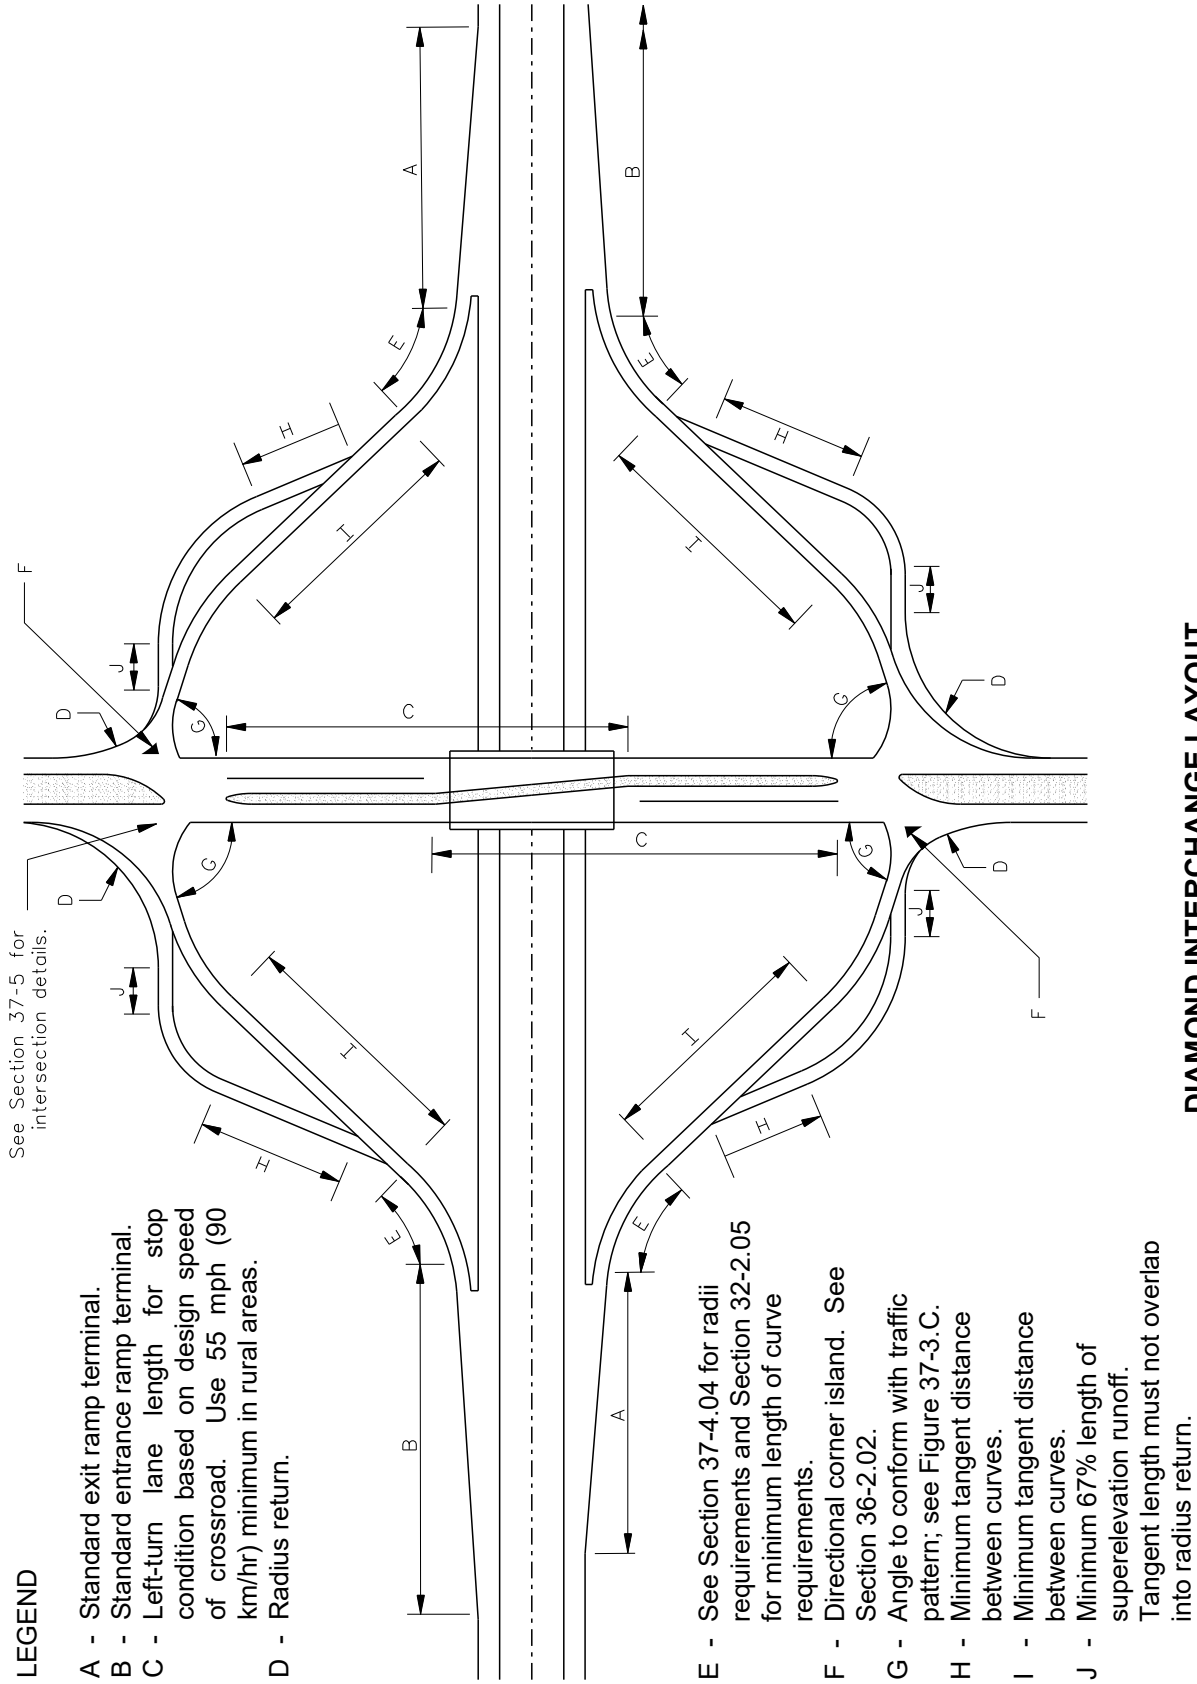 LEGEND
A - Standard exit ramp terminal.
B - Standard entrance ramp terminal.
C - Left-turn lane length for stop
condition based on design speed
of crossroad. Use 55 mph (90
km/hr) minimum in rural areas.
D - Radius return.
See Section 37-5 for
intersection details.
F
D
D
J
J
G
G
H
H
I
I
E
E
B
A
C
C
A
B
E
E
I
I
H
H
G
G
J
J
D
D
F
E - See Section 37-4.04 for radii
requirements and Section 32-2.05
for minimum length of curve
requirements.
F - Directional corner island. See
Section 36-2.02.
G - Angle to conform with traffic
pattern; see Figure 37-3.C.
H - Minimum tangent distance
between curves.
I - Minimum tangent distance
between curves.
J - Minimum 67% length of
superelevation runoff.
Tangent length must not overlap
into radius return.
DIAMOND INTERCHANGE LAYOUT